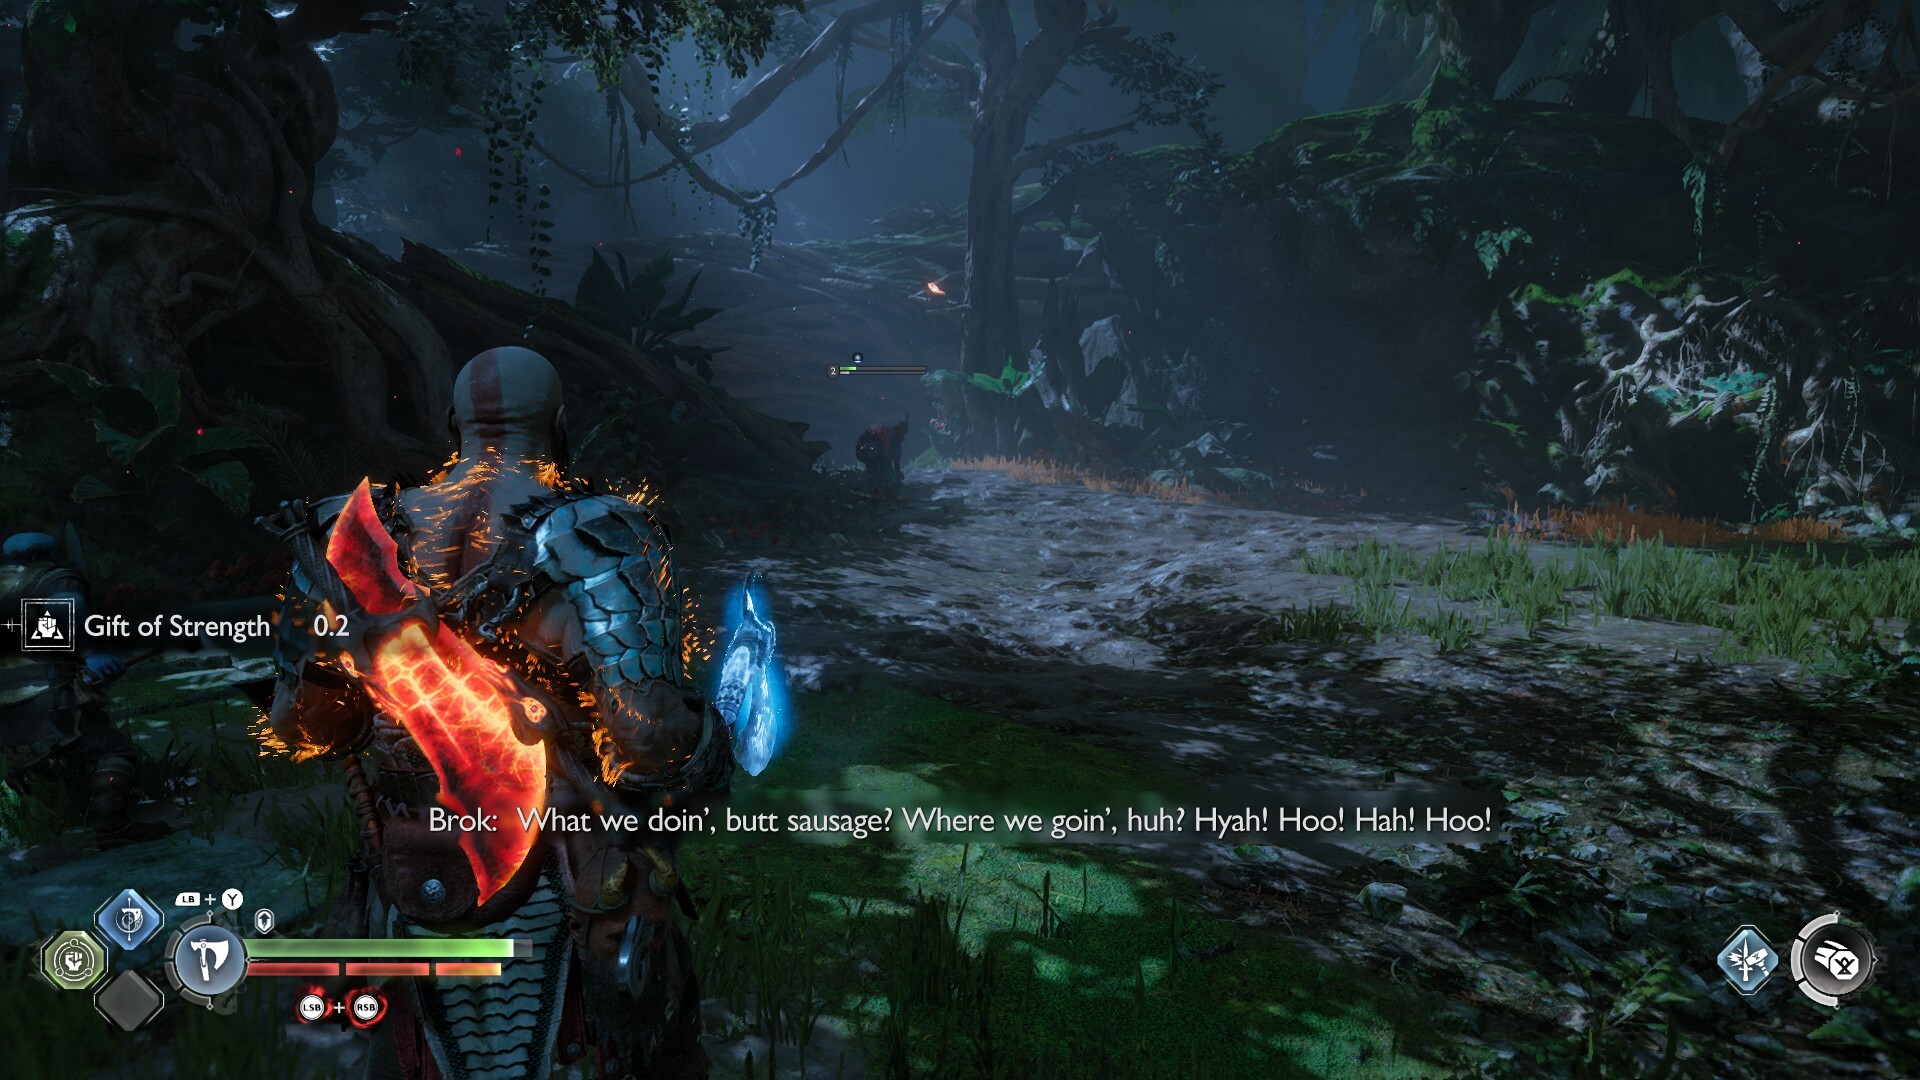 2
Gift of Strength 0.2
Brok: What we doin', butt sausage? Where we goin', huh? Hyah! Hoo! Hah! Hoo!
LB + Y
LSB + RSB